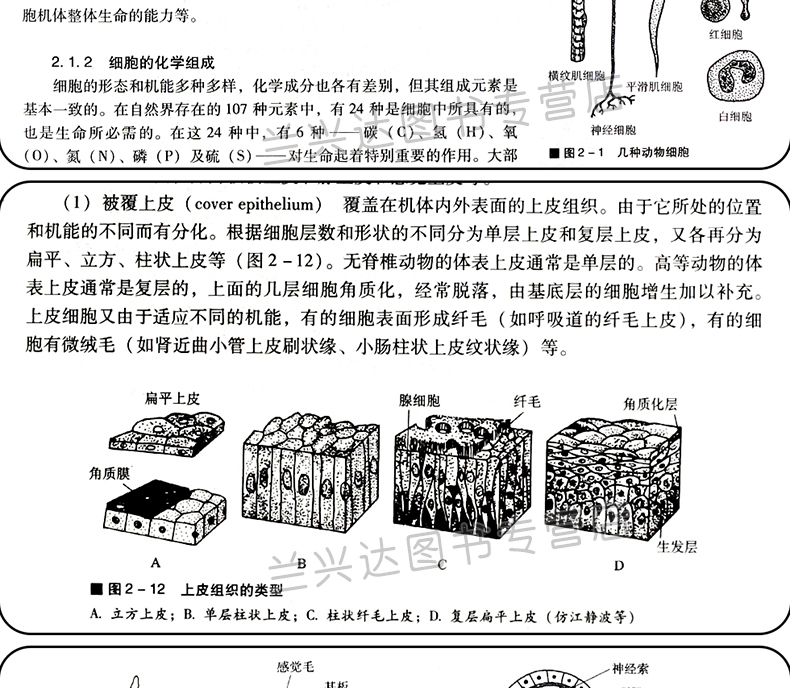 胞机体整体生命的能力等。
2.1.2 细胞的化学组成
细胞的形态和机能多种多样，化学成分也各有差别，但其组成元素是
基本一致的。在自然界存在的 107 种元素中，有 24 种是细胞中所具有的，
也是生命所必需的。在这 24 种中，有 6 种——碳（C）、氢（H）、氧
（O）、氮（N）、磷（P）及硫（S）——对生命起着特别重要的作用。大部
红细胞
横纹肌细胞
平滑肌细胞
白细胞
神经细胞
■ 图 2-1 几种动物细胞
（1）被覆上皮（cover epithelium） 覆盖在机体内外表面的上皮组织。由于它所处的位置
和机能的不同而有分化。根据细胞层数和形状的不同分为单层上皮和复层上皮，又各再分为
扁平、立方、柱状上皮等（图 2-12）。无脊椎动物的体表上皮通常是单层的。高等动物的体
表上皮通常是复层的，上面的几层细胞角质化，经常脱落，由基底层的细胞增生加以补充。
上皮细胞又由于适应不同的机能，有的细胞表面形成纤毛（如呼吸道的纤毛上皮），有的细
胞有微绒毛（如肾近曲小管上皮刷状缘、小肠柱状上皮纹状缘）等。
扁平上皮
腺细胞
纤毛
角质化层
角质膜
生发层
A
B
C
D
■ 图 2-12 上皮组织的类型
A. 立方上皮；B. 单层柱状上皮；C. 柱状纤毛上皮；D. 复层扁平上皮（仿江静波等）
感觉毛
基板
神经索
兰兴达图书专营店
兰兴达图书专营店